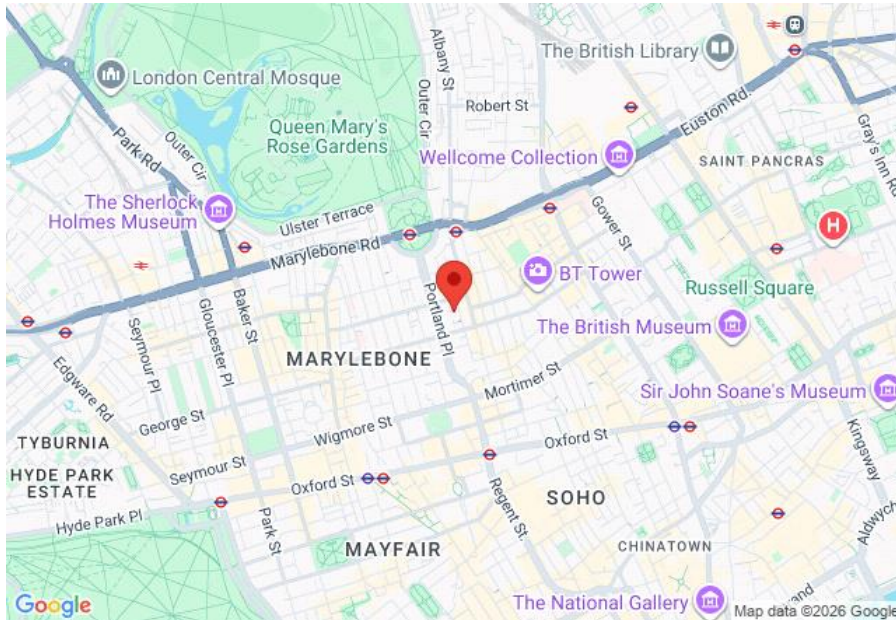 The British Library
London Central Mosque
Albany St
Outer Cir
Robert St
Euston Rd.
Gray's Inn Rd
Park Rd
Outer Cir
Queen Mary's
Rose Gardens
Wellcome Collection
SAINT PANCRAS
The Sherlock
Holmes Museum
Ulster Terrace
Gower St
H
Marylebone Rd
BT Tower
Russell Square
Portland Pl
The British Museum
Baker St
Gloucester Pl
Seymour Pl
MARYLEBONE
Edgware Rd
Mortimer St
Sir John Soane's Museum
George St
Wigmore St
Kingsway
TYBURNIA
Oxford St
HYDE PARK
ESTATE
Seymour St
Oxford St
SOHO
Hyde Park Pl
Park St
Regent St.
Aldwych
MAYFAIR
CHINATOWN
The National Gallery
Google
Map data ©2026 Google